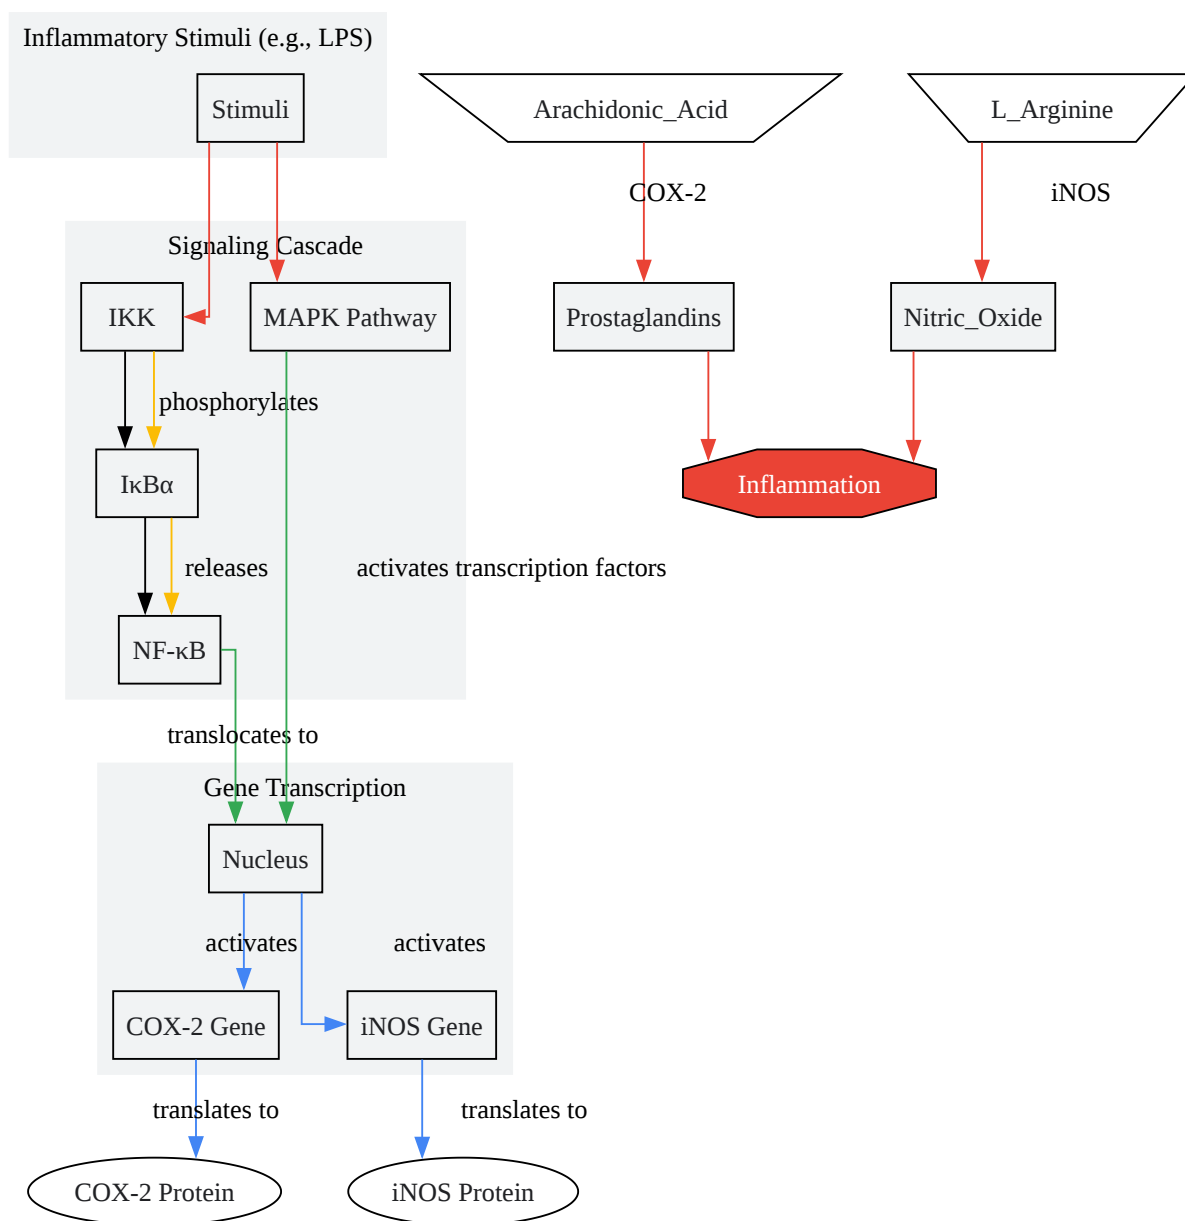 Inflammatory Stimuli (e.g., LPS)
Stimuli
Arachidonic_Acid
L_Arginine
COX-2
iNOS
Signaling Cascade
IKK
MAPK Pathway
Prostaglandins
Nitric_Oxide
phosphorylates
IκBα
Inflammation
releases
activates transcription factors
NF-κB
translocates to
Gene Transcription
Nucleus
activates
activates
COX-2 Gene
iNOS Gene
translates to
translates to
COX-2 Protein
iNOS Protein